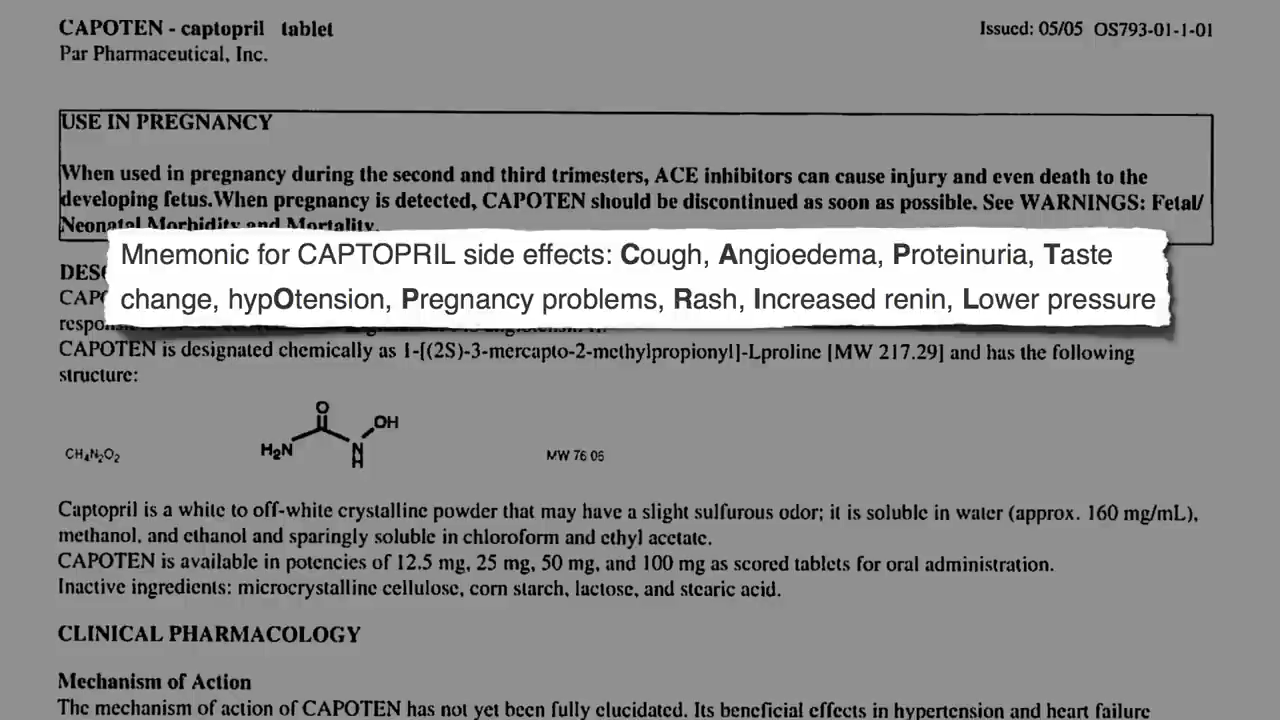 CAPOTEN - captopril tablet
Issued: 05/05 OS793-01-1-01
Par Pharmaceutical, Inc.
USE IN PREGNANCY
When used in pregnancy during the second and third trimesters, ACE inhibitors can cause injury and even death to the
developing fetus.When pregnancy is detected, CAPOTEN should be discontinued as soon as possible. See WARNINGS: Fetal/
Neonatal Morbidity and Mortality.
Mnemonic for CAPTOPRIL side effects: Cough, Angioedema, Proteinuria, Taste
change, hypOtension, Pregnancy problems, Rash, Increased renin, Lower pressure
CAPOTEN is designated chemically as 1-[(2S)-3-mercapto-2-methylpropionyl]-Lproline [MW 217.29] and has the following
structure:
O
OH
H2N
N
H
CH4N2O2
MW 76 06
Captopril is a white to off-white crystalline powder that may have a slight sulfurous odor; it is soluble in water (approx. 160 mg/mL),
methanol, and ethanol and sparingly soluble in chloroform and ethyl acetate.
CAPOTEN is available in potencies of 12.5 mg, 25 mg, 50 mg, and 100 mg as scored tablets for oral administration.
Inactive ingredients: microcrystalline cellulose, corn starch, lactose, and stearic acid.
CLINICAL PHARMACOLOGY
Mechanism of Action
The mechanism of action of CAPOTEN has not yet been fully elucidated. Its beneficial effects in hypertension and heart failure